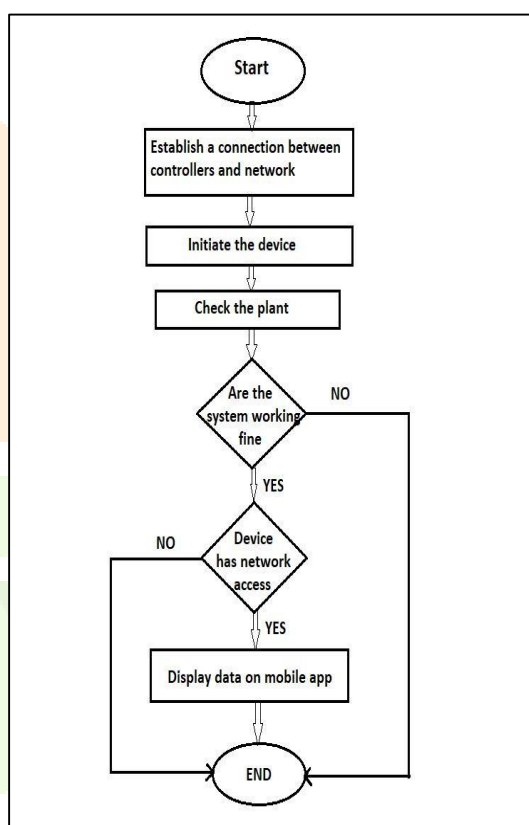 Start
Establish a connection between
controllers and network
Initiate the device
Check the plant
Are the
system working
fine
NO
YES
Device
has network
access
NO
YES
Display data on mobile app
END